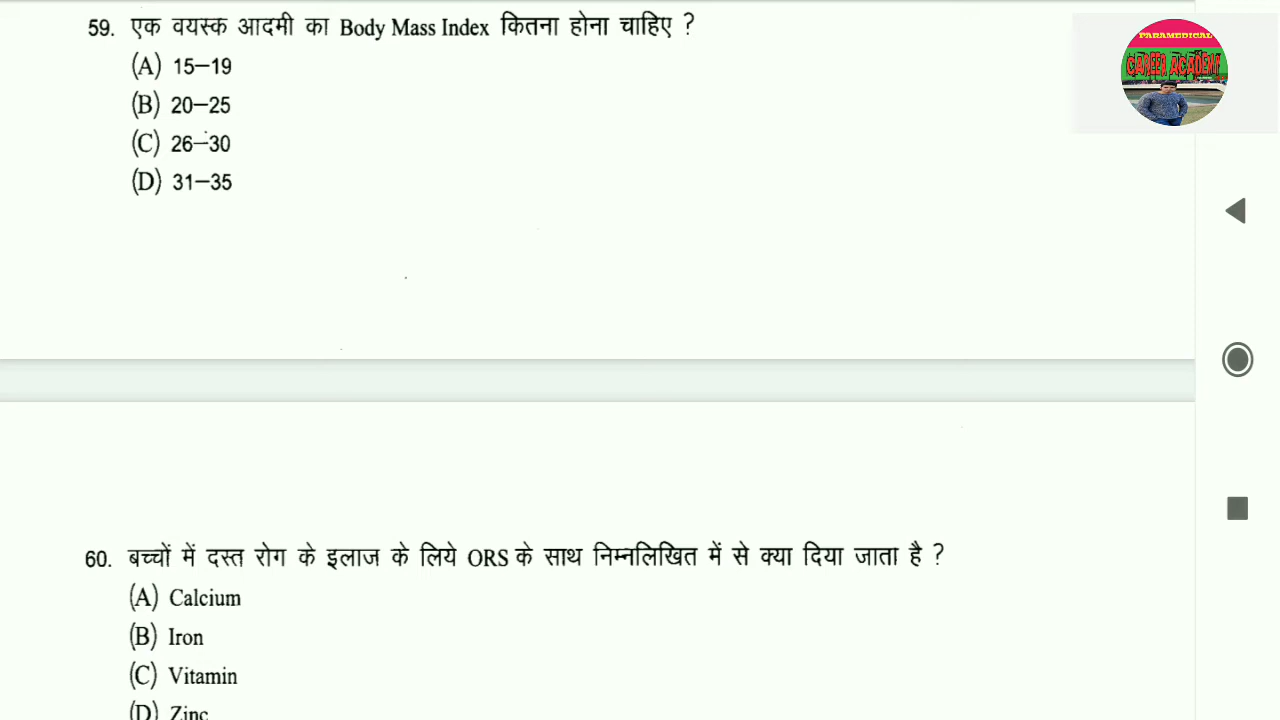 PARAMEDICAL
CAREER ACADEMY
59. एक वयस्क आदमी का Body Mass Index कितना होना चाहिए ?
(A) 15–19
(B) 20–25
(C) 26–30
(D) 31–35
60. बच्चों में दस्त रोग के इलाज के लिये ORS के साथ निम्नलिखित में से क्या दिया जाता है ?
(A) Calcium
(B) Iron
(C) Vitamin
(D) Zinc